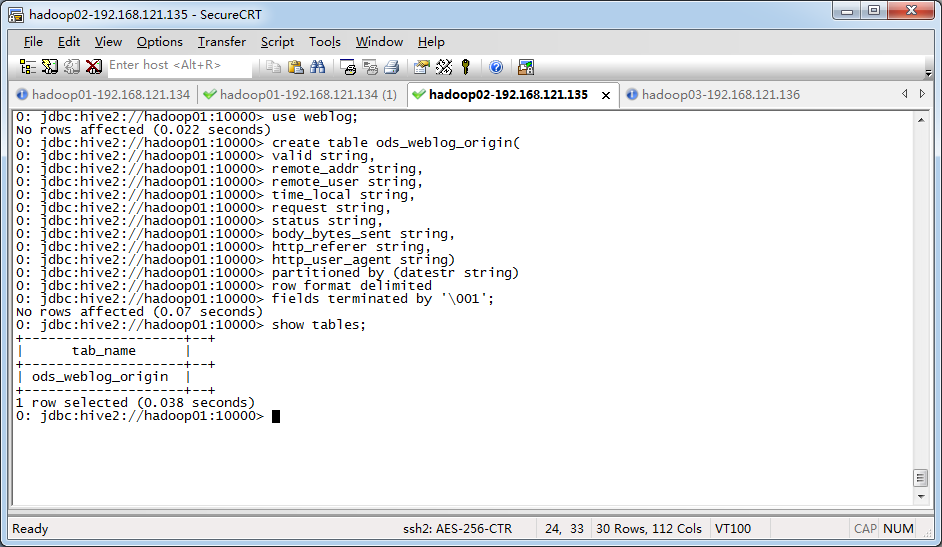 hadoop02-192.168.121.135 - SecureCRT
File Edit View Options Transfer Script Tools Window Help
Enter host <Alt+R>
hadoop01-192.168.121.134 hadoop01-192.168.121.134 (1) hadoop02-192.168.121.135 hadoop03-192.168.121.136
0: jdbc:hive2://hadoop01:10000> use weblog;
No rows affected (0.022 seconds)
0: jdbc:hive2://hadoop01:10000> create table ods_weblog_origin(
0: jdbc:hive2://hadoop01:10000> valid string,
0: jdbc:hive2://hadoop01:10000> remote_addr string,
0: jdbc:hive2://hadoop01:10000> remote_user string,
0: jdbc:hive2://hadoop01:10000> time_local string,
0: jdbc:hive2://hadoop01:10000> request string,
0: jdbc:hive2://hadoop01:10000> status string,
0: jdbc:hive2://hadoop01:10000> body_bytes_sent string,
0: jdbc:hive2://hadoop01:10000> http_referer string,
0: jdbc:hive2://hadoop01:10000> http_user_agent string)
0: jdbc:hive2://hadoop01:10000> partitioned by (datestr string)
0: jdbc:hive2://hadoop01:10000> row format delimited
0: jdbc:hive2://hadoop01:10000> fields terminated by '\001';
No rows affected (0.07 seconds)
0: jdbc:hive2://hadoop01:10000> show tables;
+--------------------+--+
|      tab_name      |
+--------------------+--+
| ods_weblog_origin  |
+--------------------+--+
1 row selected (0.038 seconds)
0: jdbc:hive2://hadoop01:10000>
Ready ssh2: AES-256-CTR 24, 33 30 Rows, 112 Cols VT100 CAP NUM